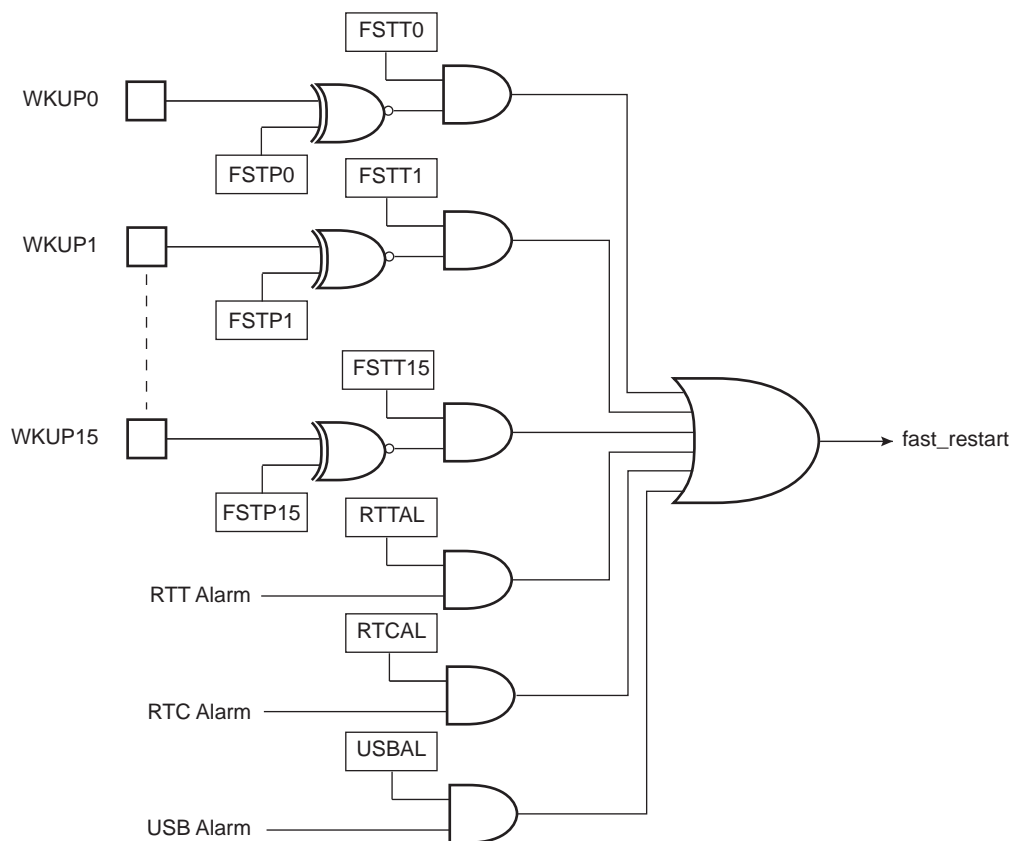 FSTT0
WKUP0
FSTP0
FSTT1
WKUP1
FSTP1
FSTT15
WKUP15
fast_restart
FSTP15
RTTAL
RTT Alarm
RTCAL
RTC Alarm
USBAL
USB Alarm